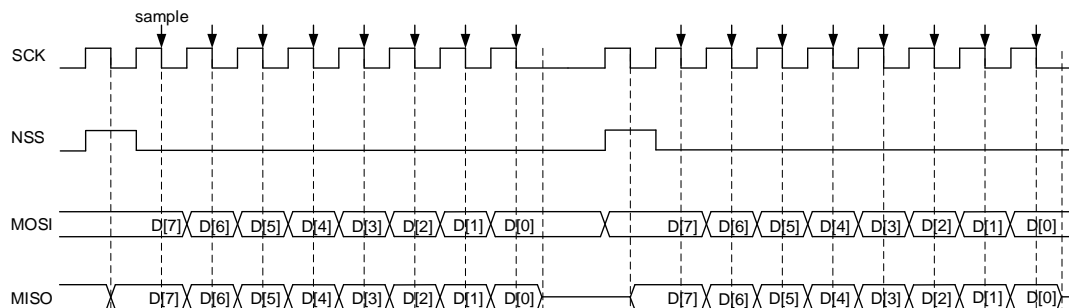 sample
SCK
NSS
MOSI D[7] D[6] D[5] D[4] D[3] D[2] D[1] D[0] D[7] D[6] D[5] D[4] D[3] D[2] D[1] D[0]
MISO D[7] D[6] D[5] D[4] D[3] D[2] D[1] D[0] D[7] D[6] D[5] D[4] D[3] D[2] D[1] D[0]